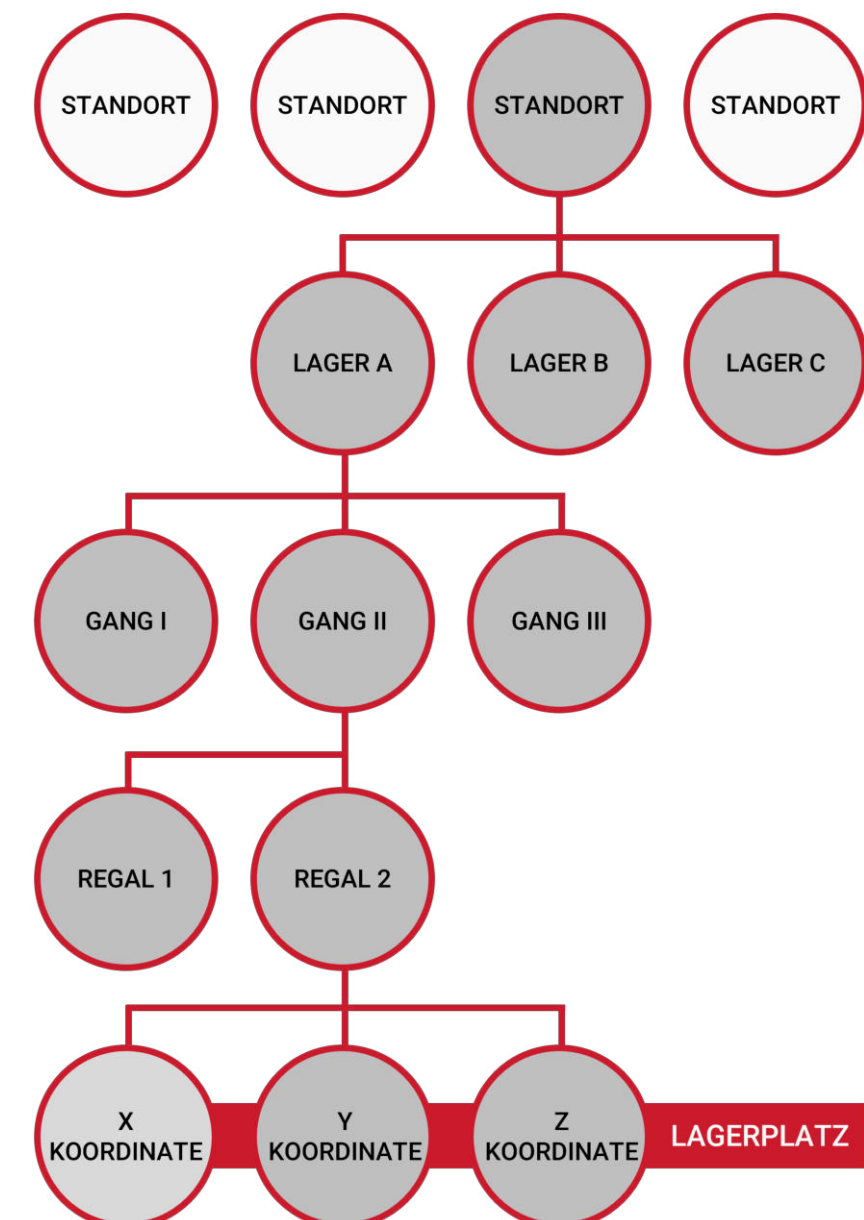 STANDORT
STANDORT
STANDORT
STANDORT
LAGER A
LAGER B
LAGER C
GANG I
GANG II
GANG III
REGAL 1
REGAL 2
X
KOORDINATE
Y
KOORDINATE
Z
KOORDINATE
LAGERPLATZ